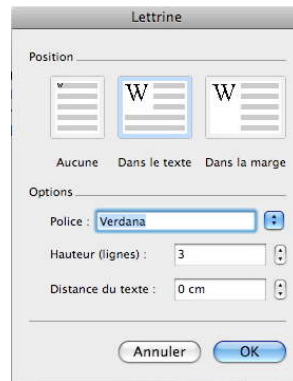 Lettrine
Position
W W W
Aucune Dans le texte Dans la marge
Options
Police : Verdana
Hauteur (lignes) : 3
Distance du texte : 0 cm
Annuler OK